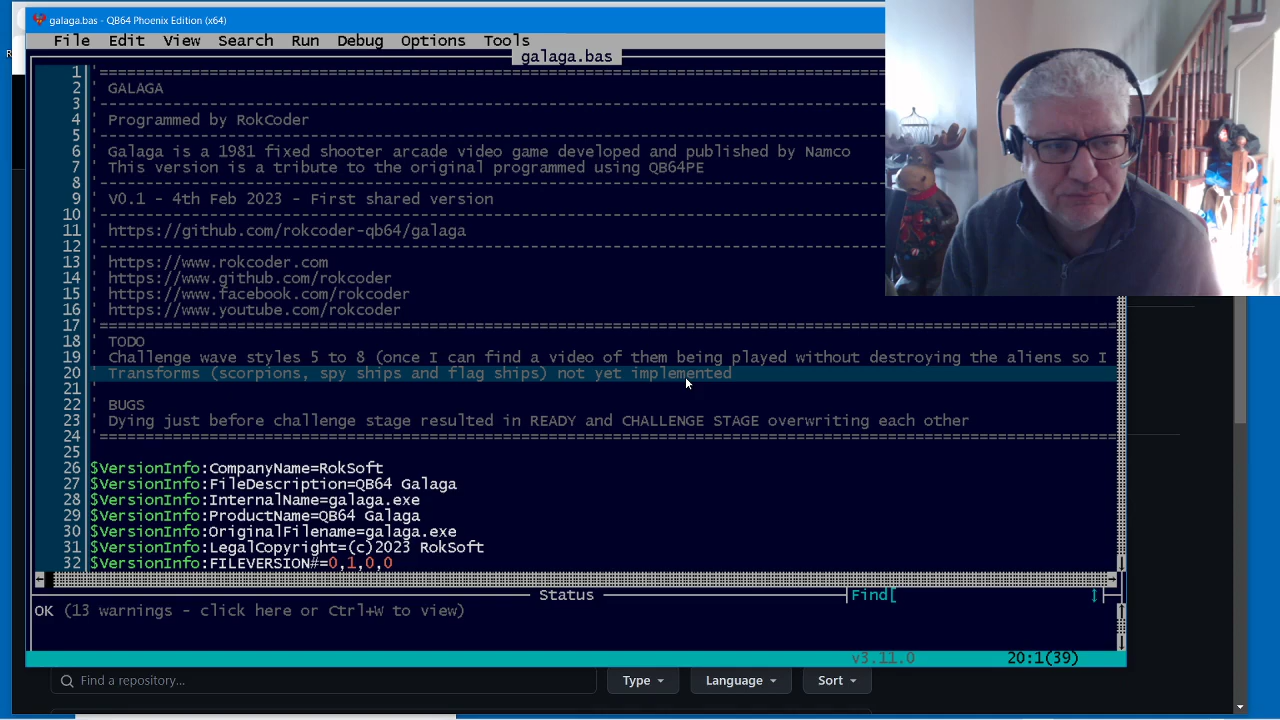 galaga.bas - QB64 Phoenix Edition (x64)
File Edit View Search Run Debug Options Tools
galaga.bas
1 '==========================================================================================
2 ' GALAGA
3 '------------------------------------------------------------------------------------------
4 ' Programmed by RokCoder
5 '------------------------------------------------------------------------------------------
6 ' Galaga is a 1981 fixed shooter arcade video game developed and published by Namco
7 ' This version is a tribute to the original programmed using QB64PE
8 '------------------------------------------------------------------------------------------
9 ' V0.1 - 4th Feb 2023 - First shared version
10 '------------------------------------------------------------------------------------------
11 ' https://github.com/rokcoder-qb64/galaga
12 '------------------------------------------------------------------------------------------
13 ' https://www.rokcoder.com
14 ' https://www.github.com/rokcoder
15 ' https://www.facebook.com/rokcoder
16 ' https://www.youtube.com/rokcoder
17 '==========================================================================================
18 ' TODO
19 ' Challenge wave styles 5 to 8 (once I can find a video of them being played without destroying the aliens so I
20 ' Transforms (scorpions, spy ships and flag ships) not yet implemented
21 '
22 ' BUGS
23 ' Dying just before challenge stage resulted in READY and CHALLENGE STAGE overwriting each other
24 '==========================================================================================
25
26 $VersionInfo:CompanyName=RokSoft
27 $VersionInfo:FileDescription=QB64 Galaga
28 $VersionInfo:InternalName=galaga.exe
29 $VersionInfo:ProductName=QB64 Galaga
30 $VersionInfo:OriginalFilename=galaga.exe
31 $VersionInfo:LegalCopyright=(c)2023 RokSoft
32 $VersionInfo:FILEVERSION#=0,1,0,0
Status
Find[
OK (13 warnings - click here or Ctrl+W to view)
v3.11.0 20:1(39)
Find a repository... Type Language Sort